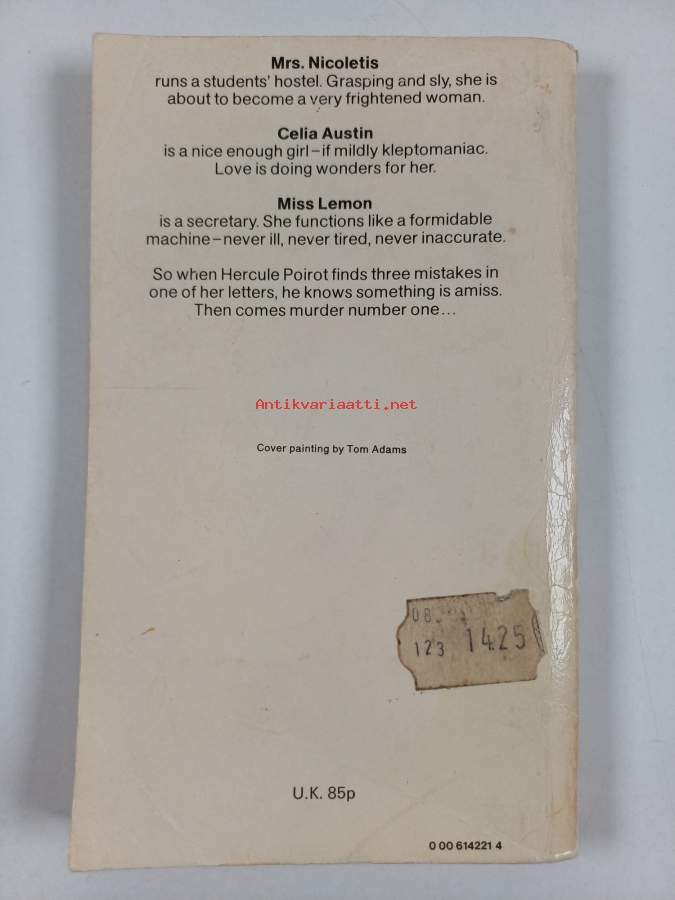 Mrs. Nicoletis
runs a students' hostel. Grasping and sly, she is
about to become a very frightened woman.
Celia Austin
is a nice enough girl–if mildly kleptomaniac.
Love is doing wonders for her.
Miss Lemon
is a secretary. She functions like a formidable
machine–never ill, never tired, never inaccurate.
So when Hercule Poirot finds three mistakes in
one of her letters, he knows something is amiss.
Then comes murder number one...
Antikvariaatti.net
Cover painting by Tom Adams
123 1425
U.K. 85p
0 00 614221 4